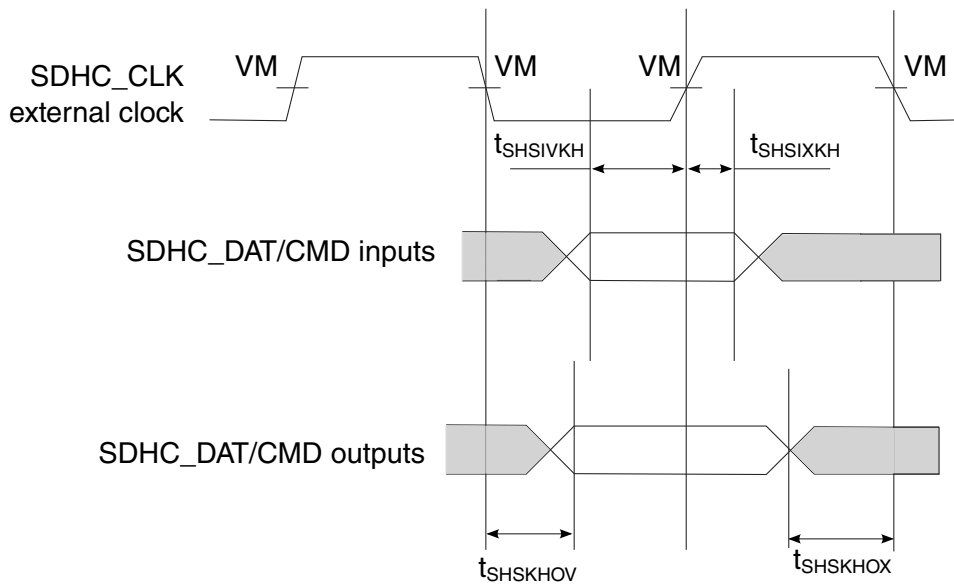 VM VM VM VM
SDHC_CLK
external clock
tSHSIVKH tSHSIXKH
SDHC_DAT/CMD inputs
SDHC_DAT/CMD outputs
tSHSKHOV tSHSKHOX